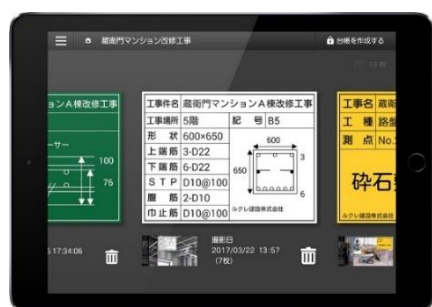 蔵衛門マンション改修工事
台帳を作成する
ョンA棟改修工事
ーサー
100
76
17:34:06
工事件名 蔵衛門マンションA棟改修工事
工事場所 5階 記号 B5
形状 600×650
上端筋 3-D22
下端筋 6-D22
STP D10@100
腹筋 2-D10
巾止筋 D10@100
600
650
3
6
ルクレ建設株式会社
撮影日
2017/03/22 13:57
(7枚)
工事名 蔵衛
工種 路盤
測点 No.
砕石
ルクレ建設株式会社